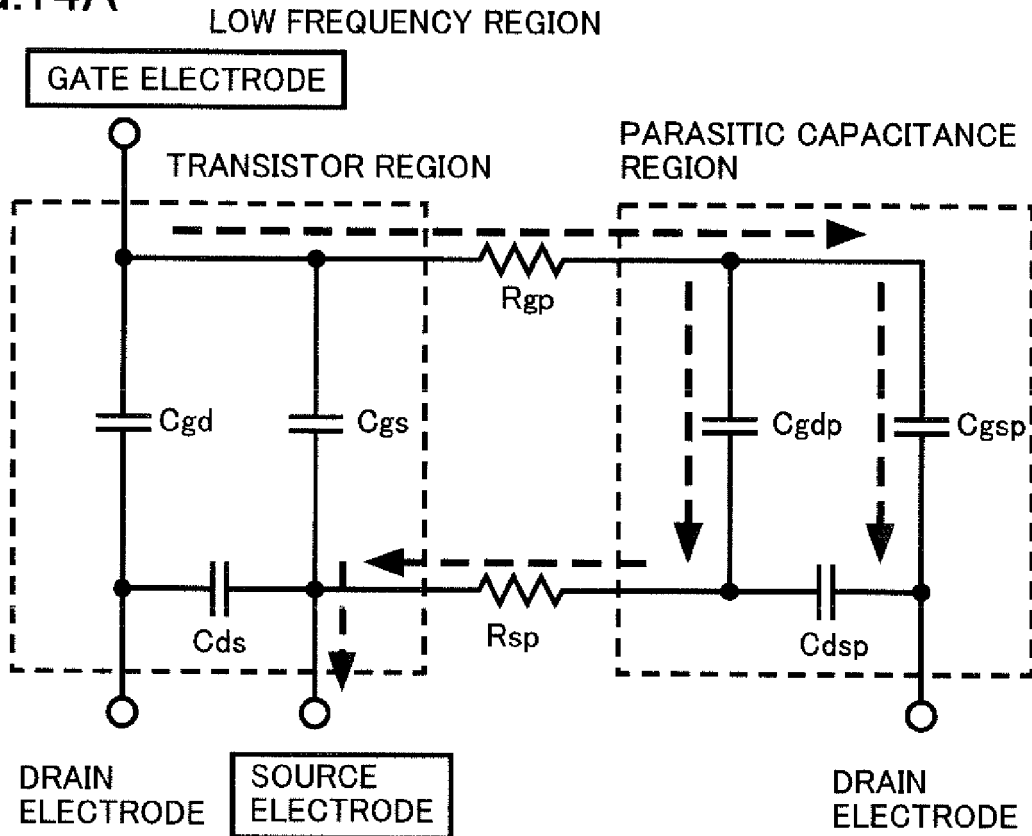 LOW FREQUENCY REGION
GATE ELECTRODE
TRANSISTOR REGION
PARASITIC CAPACITANCE
REGION
Rgp
Cgd
Cgs
Cgdp
Cgsp
Cds
Rsp
Cdsp
DRAIN
ELECTRODE
SOURCE
ELECTRODE
DRAIN
ELECTRODE